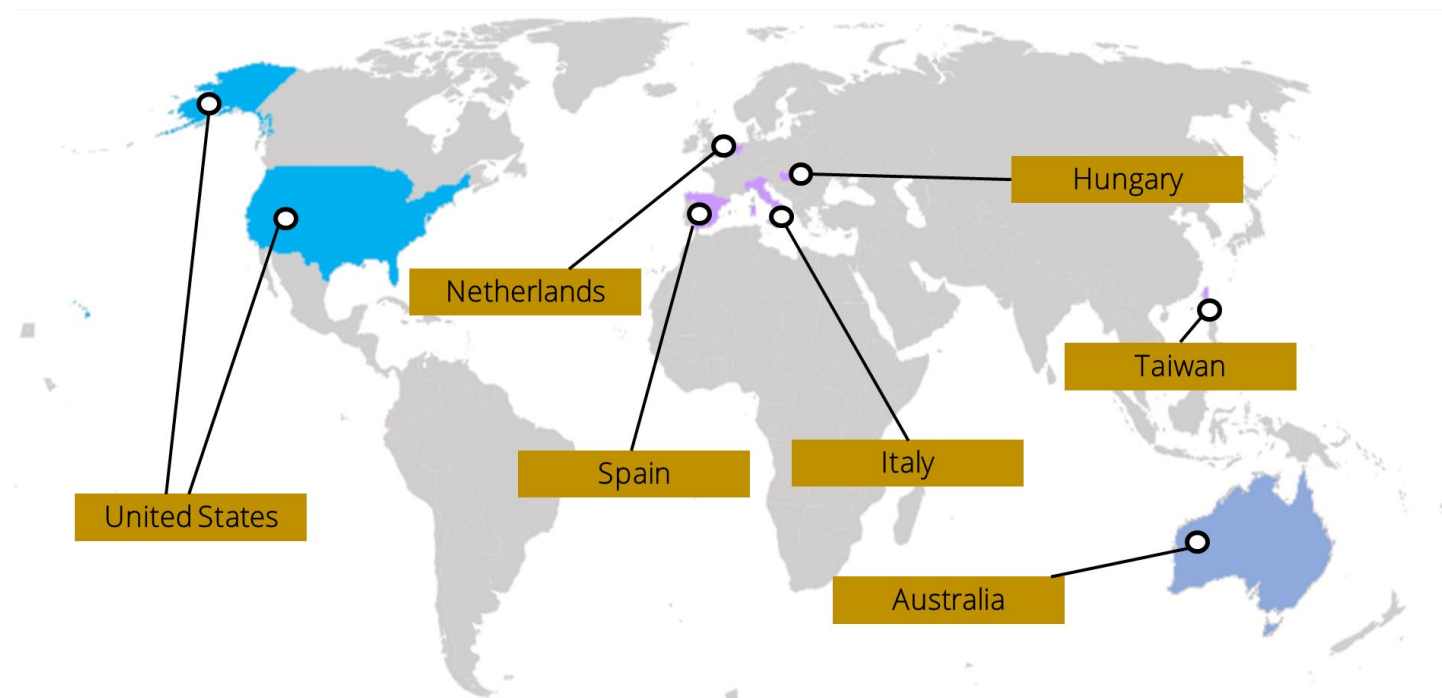 Hungary
Netherlands
Taiwan
Italy
Spain
United States
Australia